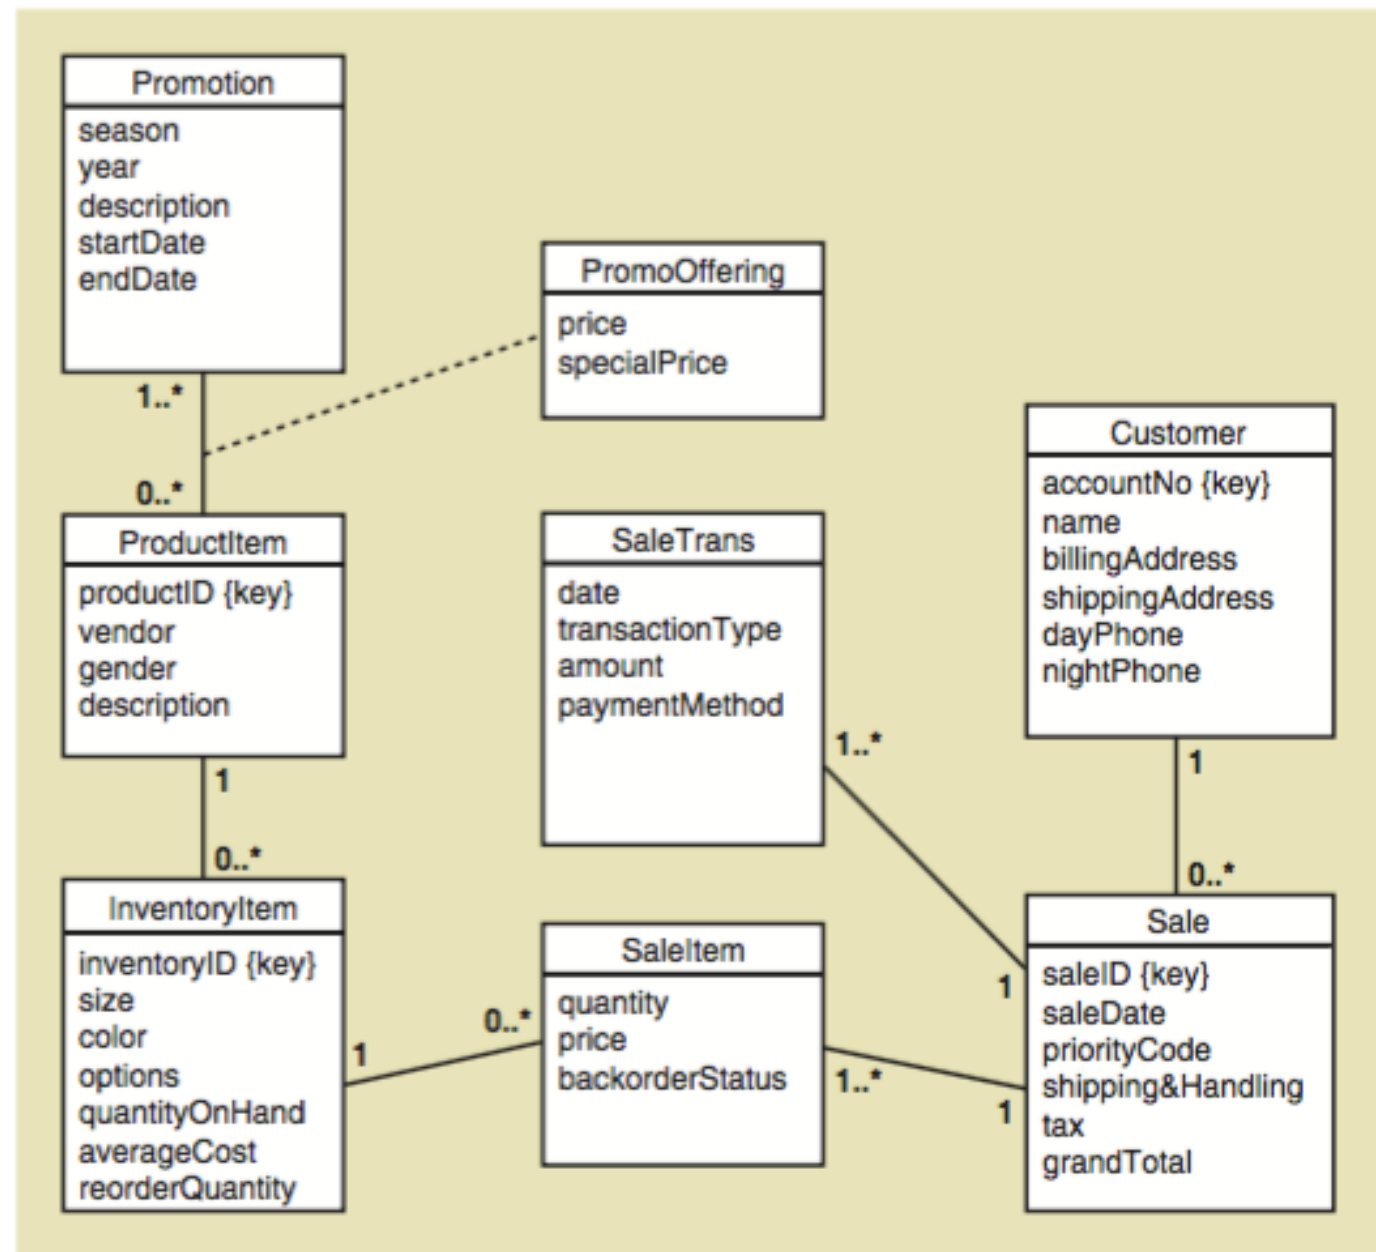 Promotion
season
year
description
startDate
endDate
1..*
0..*
PromoOffering
price
specialPrice
ProductItem
productID {key}
vendor
gender
description
1
0..*
SaleTrans
date
transactionType
amount
paymentMethod
1..*
1
Customer
accountNo {key}
name
billingAddress
shippingAddress
dayPhone
nightPhone
1
0..*
InventoryItem
inventoryID {key}
size
color
options
quantityOnHand
averageCost
reorderQuantity
1
0..*
SaleItem
quantity
price
backorderStatus
1..*
1
Sale
saleID {key}
saleDate
priorityCode
shipping&Handling
tax
grandTotal